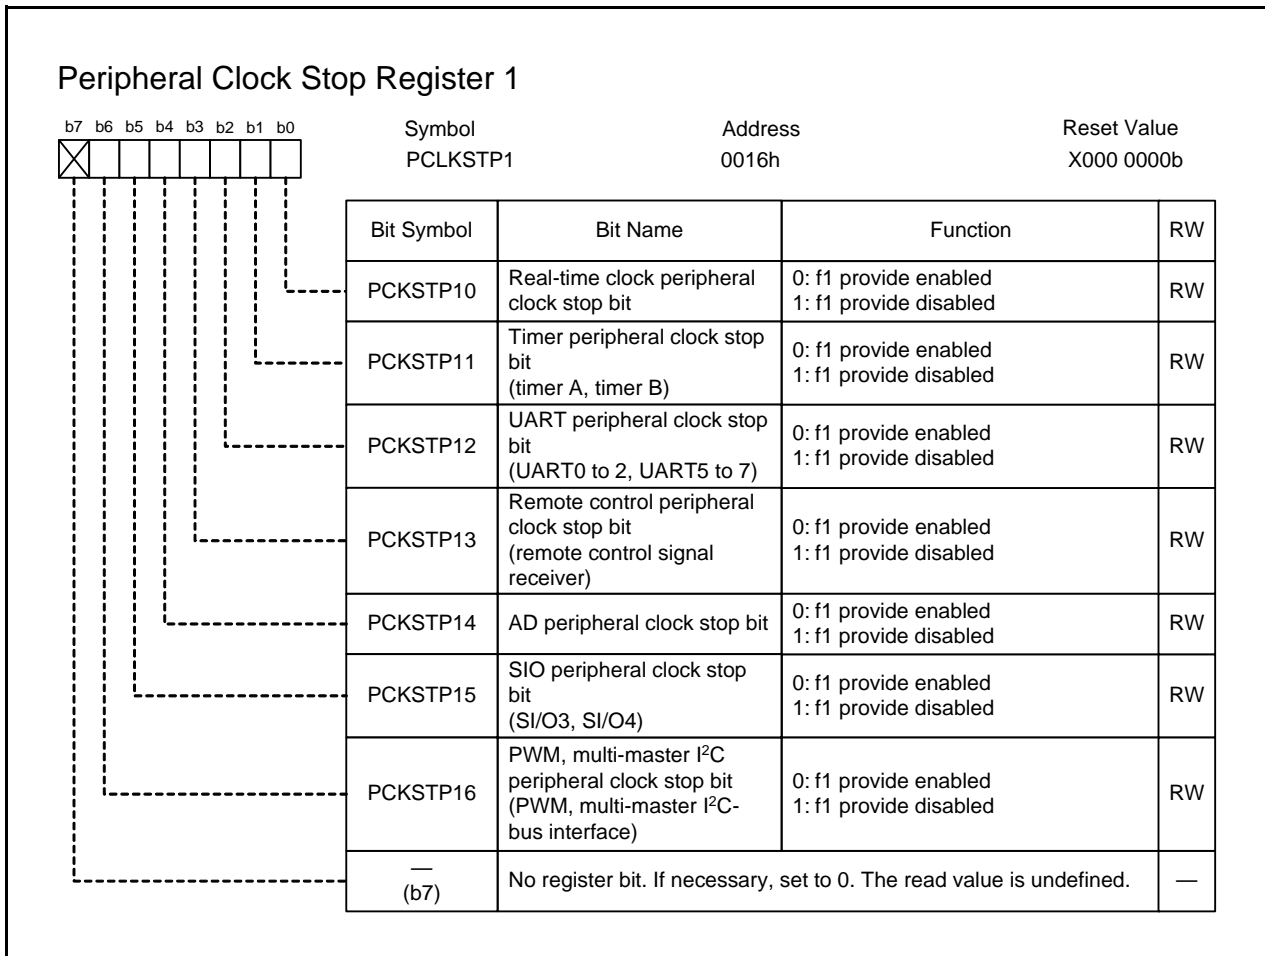 Peripheral Clock Stop Register 1
b7 b6 b5 b4 b3 b2 b1 b0
Symbol Address Reset Value
PCLKSTP1 0016h X000 0000b
Bit Symbol Bit Name Function RW
PCKSTP10 RW
Real-time clock peripheral
clock stop bit
0: f1 provide enabled
1: f1 provide disabled
PCKSTP11 RW
Timer peripheral clock stop
bit
(timer A, timer B)
0: f1 provide enabled
1: f1 provide disabled
PCKSTP12 RW
UART peripheral clock stop
bit
(UART0 to 2, UART5 to 7)
0: f1 provide enabled
1: f1 provide disabled
PCKSTP13 RW
Remote control peripheral
clock stop bit
(remote control signal
receiver)
0: f1 provide enabled
1: f1 provide disabled
PCKSTP14 RW
AD peripheral clock stop bit
0: f1 provide enabled
1: f1 provide disabled
PCKSTP15 RW
SIO peripheral clock stop
bit
(SI/O3, SI/O4)
0: f1 provide enabled
1: f1 provide disabled
PCKSTP16 RW
PWM, multi-master I²C
peripheral clock stop bit
(PWM, multi-master I²C-
bus interface)
0: f1 provide enabled
1: f1 provide disabled
—
(b7)
No register bit. If necessary, set to 0. The read value is undefined. —